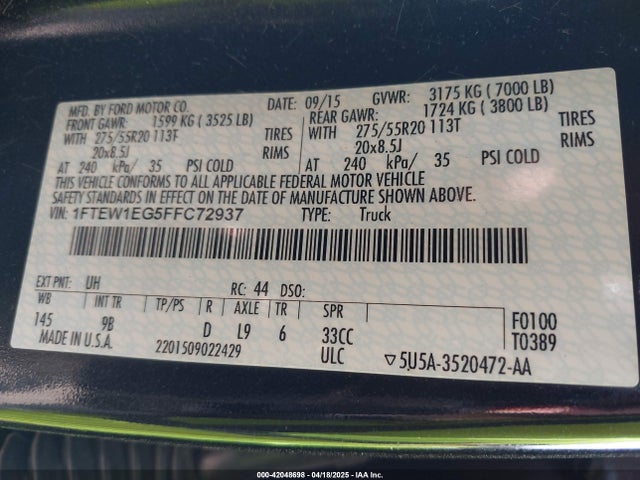 MFD. BY FORD MOTOR CO. DATE: 09/15 GVWR: 3175 KG ( 7000 LB)
FRONT GAWR: 1599 KG ( 3525 LB) REAR GAWR: 1724 KG ( 3800 LB)
WITH 275/55R20 113T TIRES WITH 275/55R20 113T TIRES
20x8.5J RIMS 20x8.5J RIMS
AT 240 kPa/ 35 PSI COLD AT 240 kPa/ 35 PSI COLD
THIS VEHICLE CONFORMS TO ALL APPLICABLE FEDERAL MOTOR VEHICLE
SAFETY STANDARDS IN EFFECT ON THE DATE OF MANUFACTURE SHOWN ABOVE.
VIN: 1FTEW1EG5FFC72937 TYPE: Truck
EXT PNT: UH RC: 44 DSO:
WB INT TR TP/PS R AXLE TR SPR
145 9B D L9 6 33CC F0100
MADE IN U.S.A. 2201509022429 ULC T0389
▽5U5A-3520472-AA
000-42048698 - 04/18/2025 - IAA Inc.